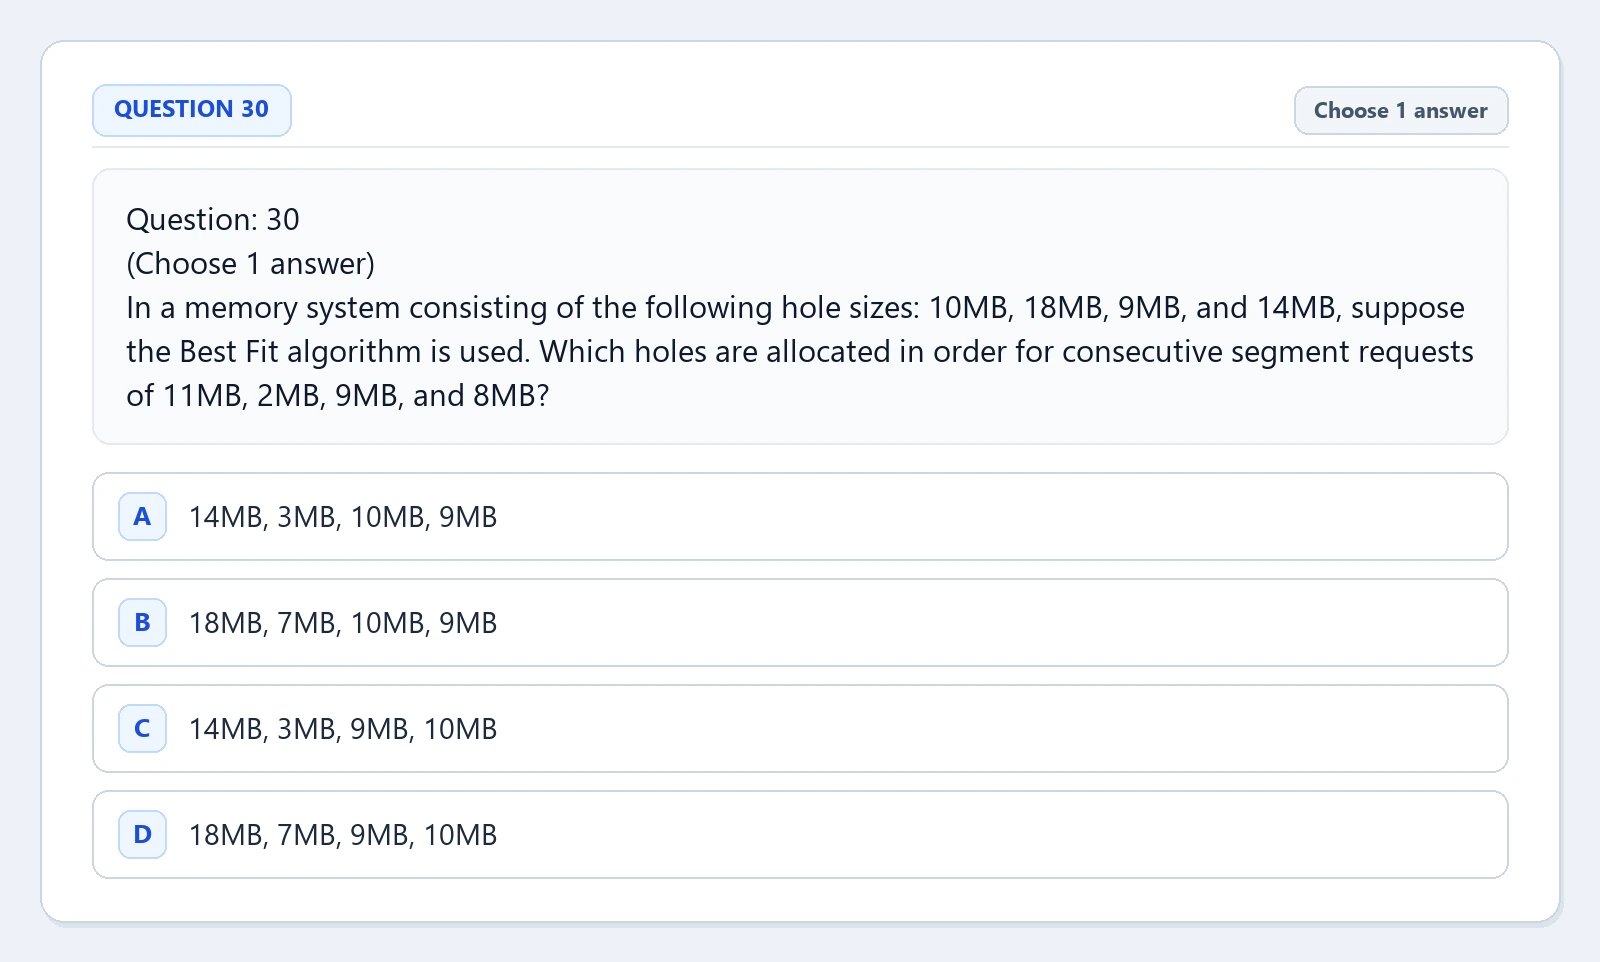 QUESTION 30
Choose 1 answer
Question: 30
(Choose 1 answer)
In a memory system consisting of the following hole sizes: 10MB, 18MB, 9MB, and 14MB, suppose
the Best Fit algorithm is used. Which holes are allocated in order for consecutive segment requests
of 11MB, 2MB, 9MB, and 8MB?
A 14MB, 3MB, 10MB, 9MB
B 18MB, 7MB, 10MB, 9MB
C 14MB, 3MB, 9MB, 10MB
D 18MB, 7MB, 9MB, 10MB